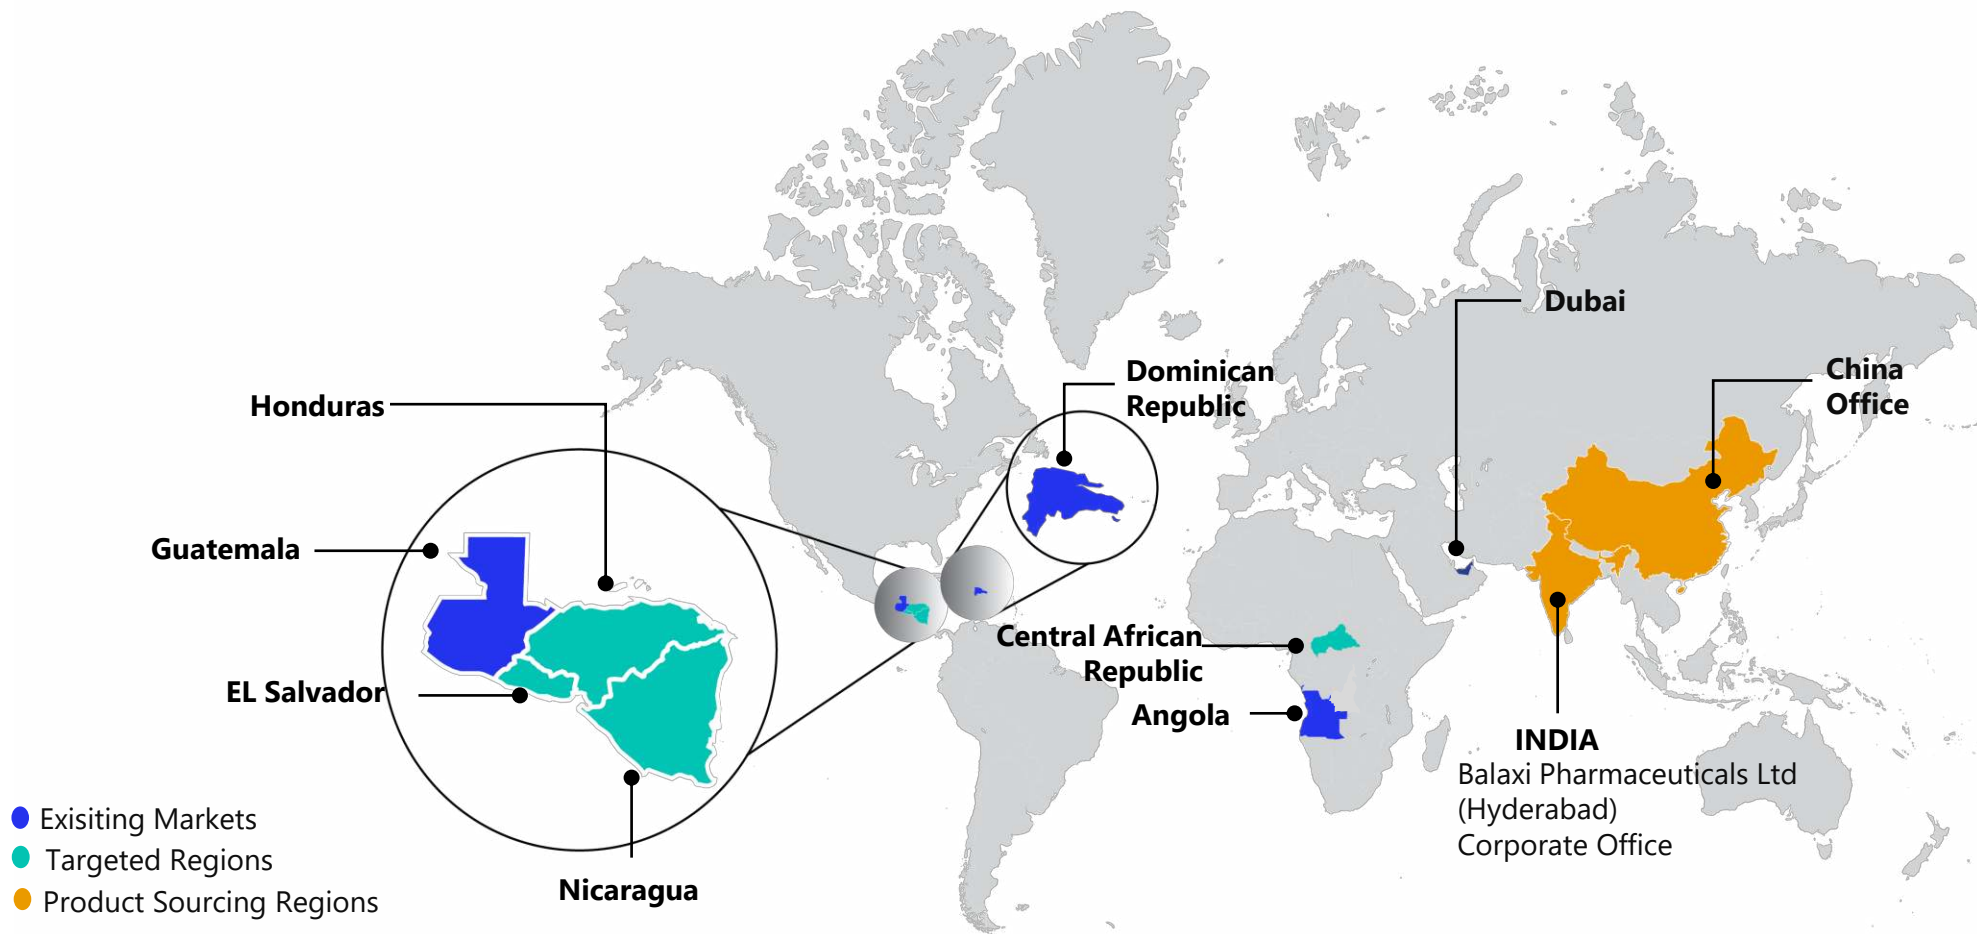 Dubai
Dominican
Republic
China
Office
Honduras
Guatemala
EL Salvador
Nicaragua
Central African
Republic
Angola
INDIA
Balaxi Pharmaceuticals Ltd
(Hyderabad)
Corporate Office
Exisiting Markets
Targeted Regions
Product Sourcing Regions